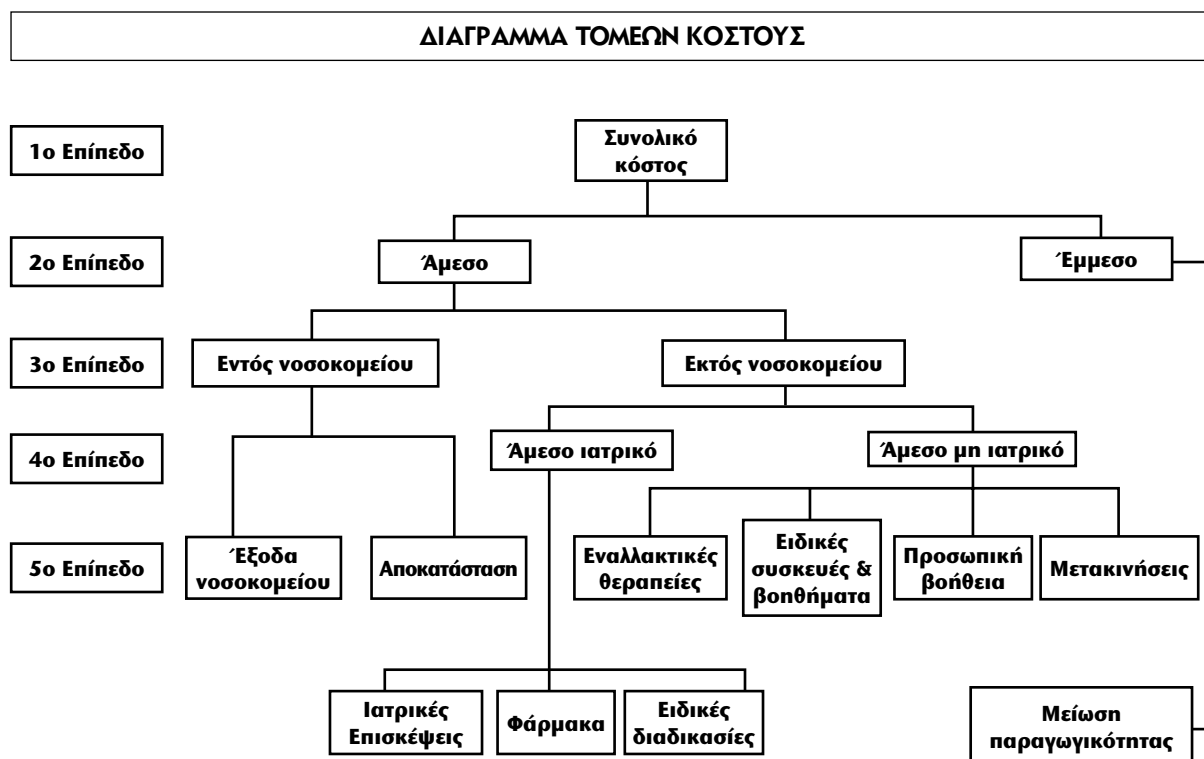 ΔΙΑΓΡΑΜΜΑ ΤΟΜΕΩΝ ΚΟΣΤΟΥΣ
1ο Επίπεδο
Συνολικό
κόστος
2ο Επίπεδο
Άμεσο
Έμμεσο
3ο Επίπεδο
Εντός νοσοκομείου
Εκτός νοσοκομείου
4ο Επίπεδο
Άμεσο ιατρικό
Άμεσο μη ιατρικό
5ο Επίπεδο
Έξοδα
νοσοκομείου
Αποκατάσταση
Εναλλακτικές
θεραπείες
Ειδικές
συσκευές &
βοηθήματα
Προσωπική
βοήθεια
Μετακινήσεις
Ιατρικές
Επισκέψεις
Φάρμακα
Ειδικές
διαδικασίες
Μείωση
παραγωγικότητας